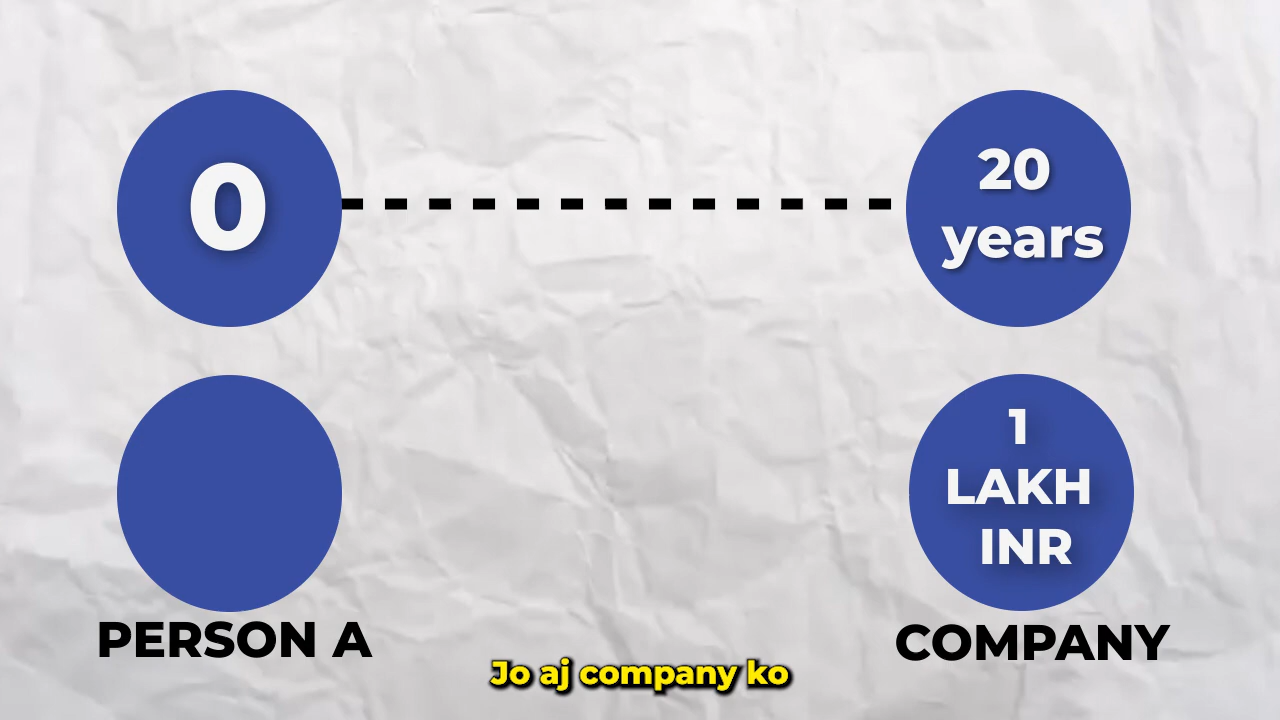 0
20
years
1
LAKH
INR
PERSON A
COMPANY
Jo aj company ko